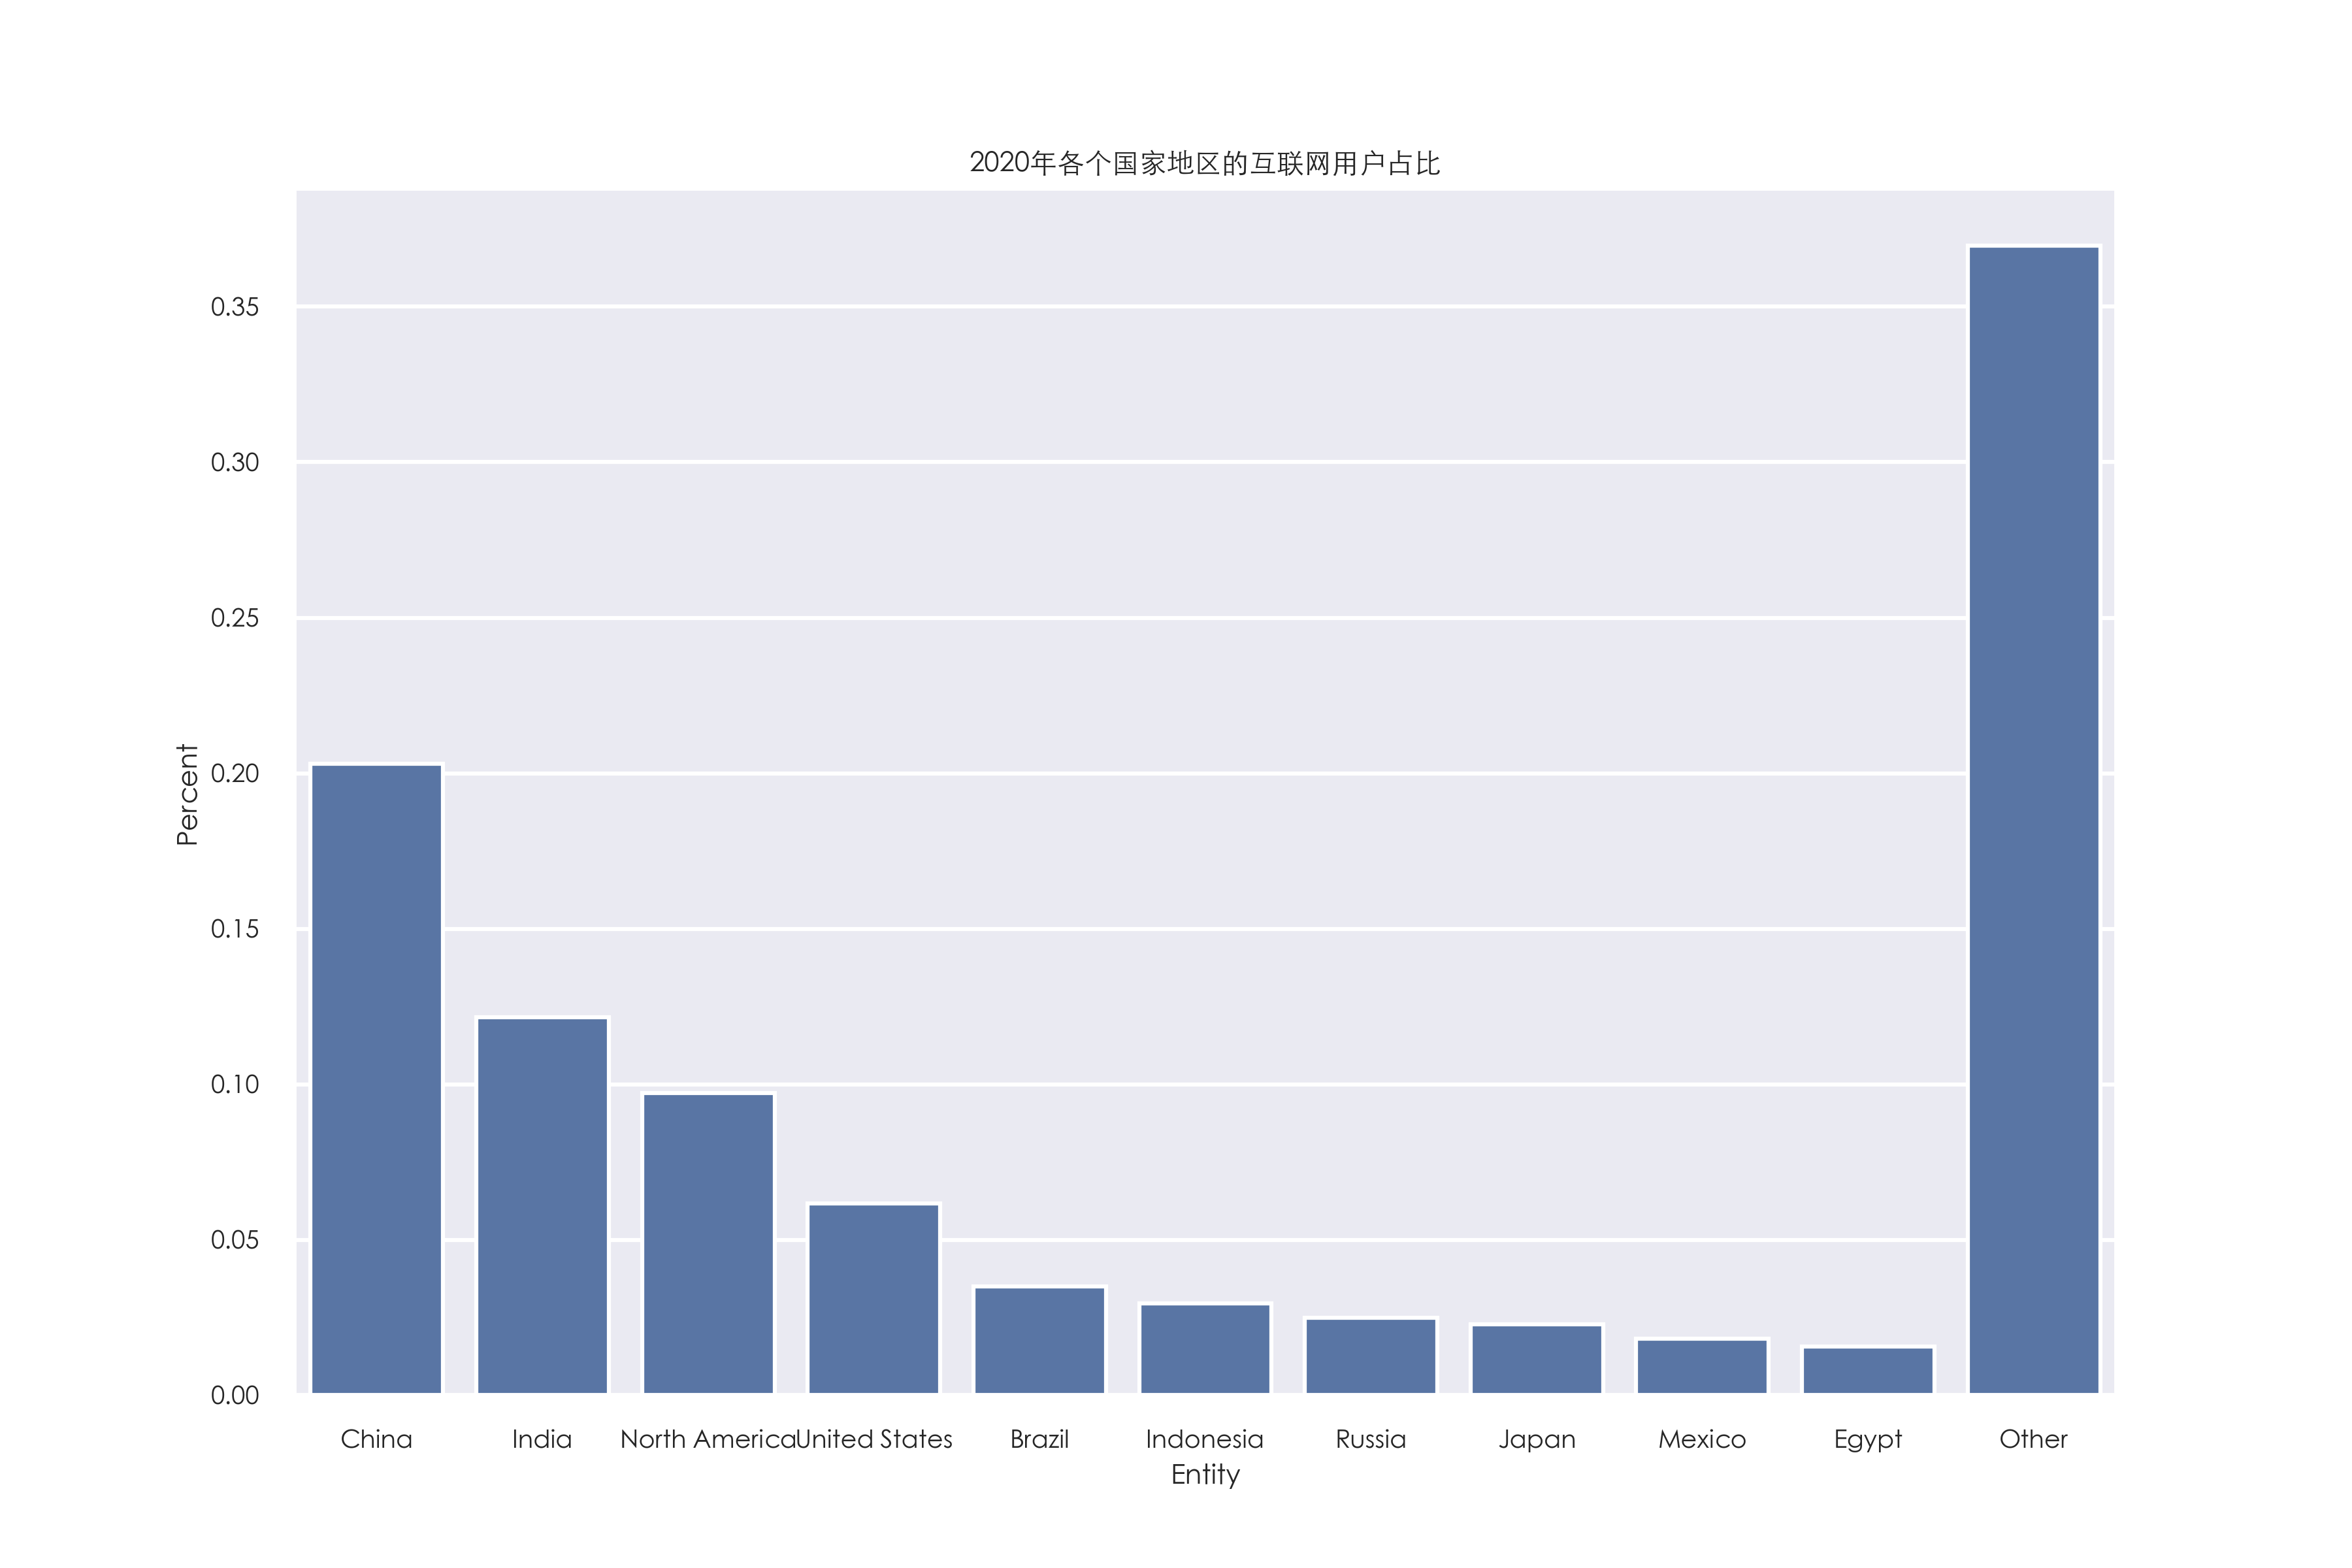 2020年各个国家地区的互联网用户占比
Percent
0.35
0.30
0.25
0.20
0.15
0.10
0.05
0.00
China India North America United States Brazil Indonesia Russia Japan Mexico Egypt Other
Entity